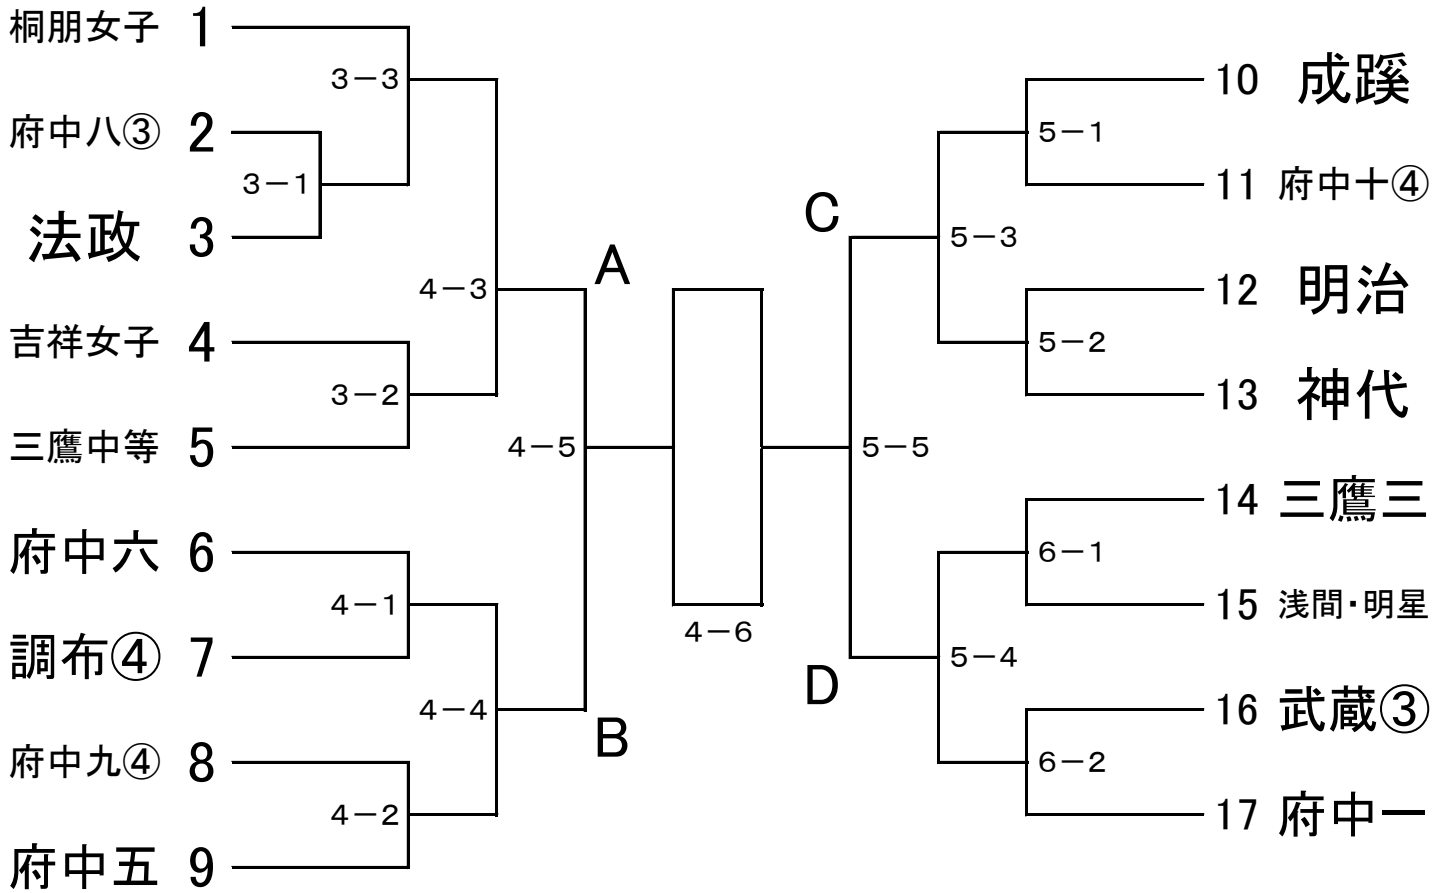 桐朋女子 1
3－3
府中八③ 2
3－1
法政 3
4－3
A
吉祥女子 4
3－2
三鷹中等 5
4－5
府中六 6
4－1
調布④ 7
4－4
B
府中九④ 8
4－2
府中五 9
4－6
10 成蹊
5－1
11 府中十④
C
5－3
12 明治
5－2
13 神代
5－5
14 三鷹三
6－1
15 浅間・明星
D
5－4
16 武蔵③
6－2
17 府中一